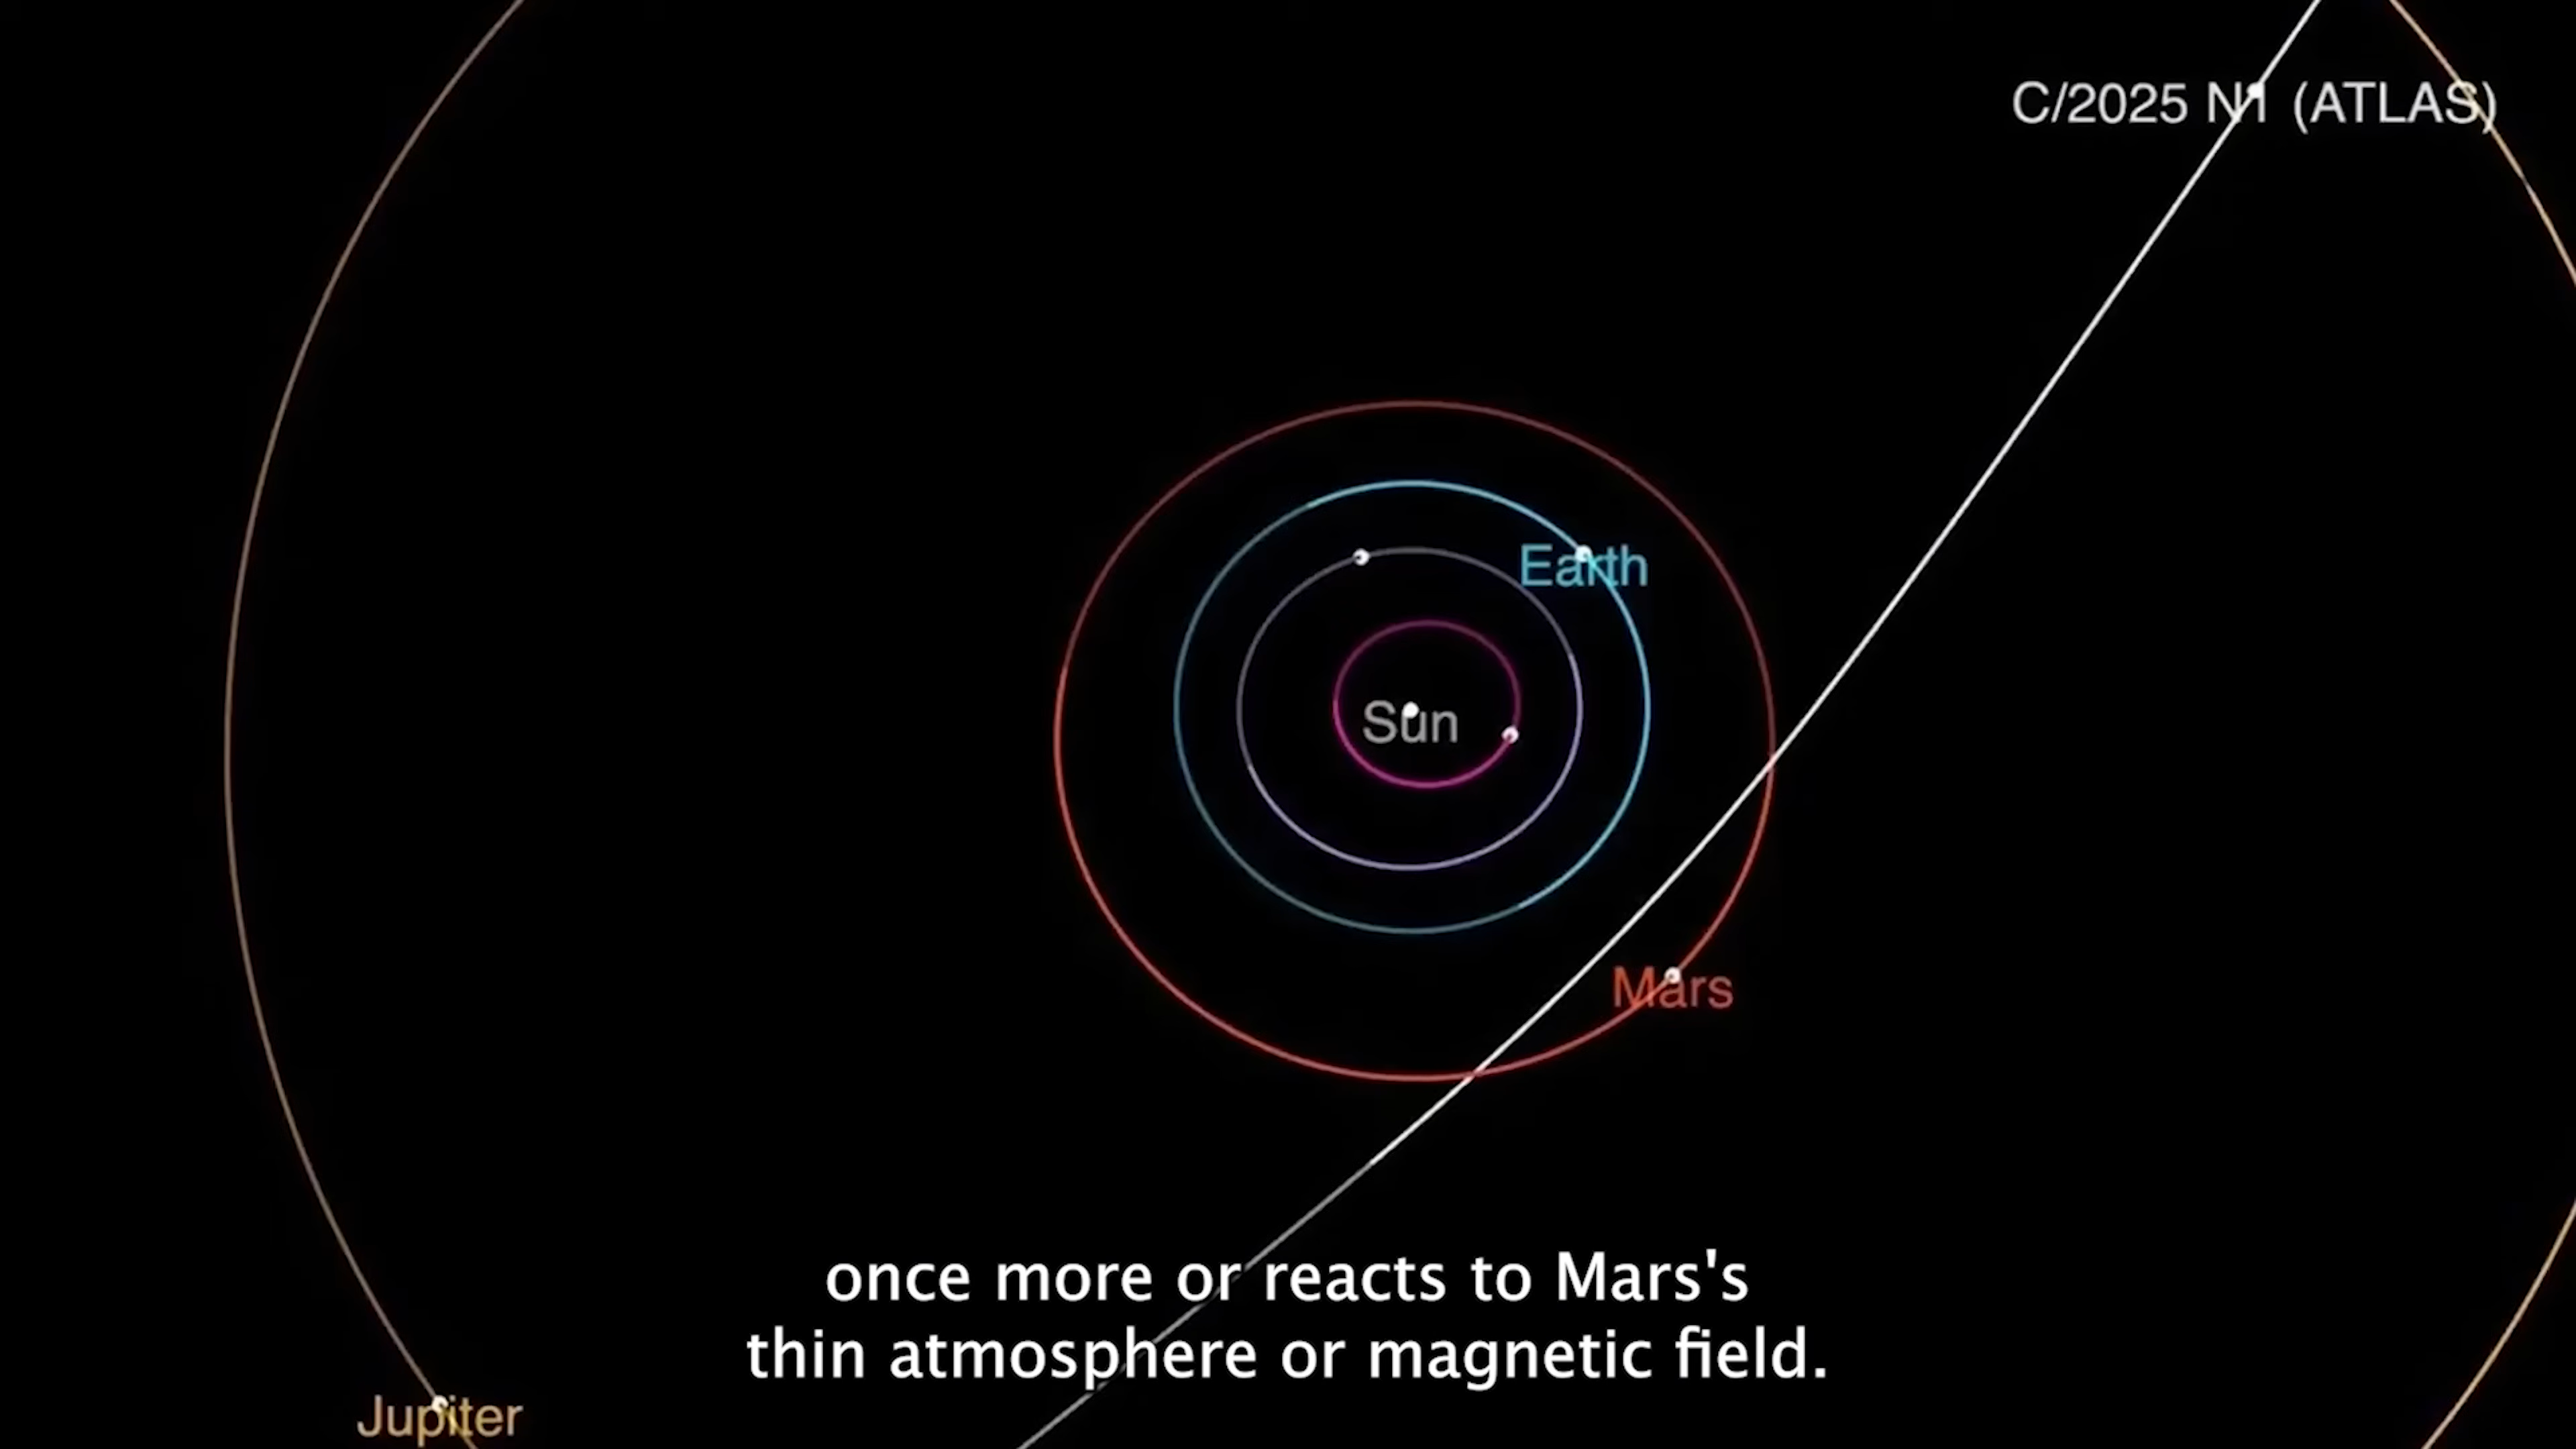 C/2025 N1 (ATLAS)
Earth
Sun
Mars
once more or reacts to Mars's
thin atmosphere or magnetic field.
Jupiter